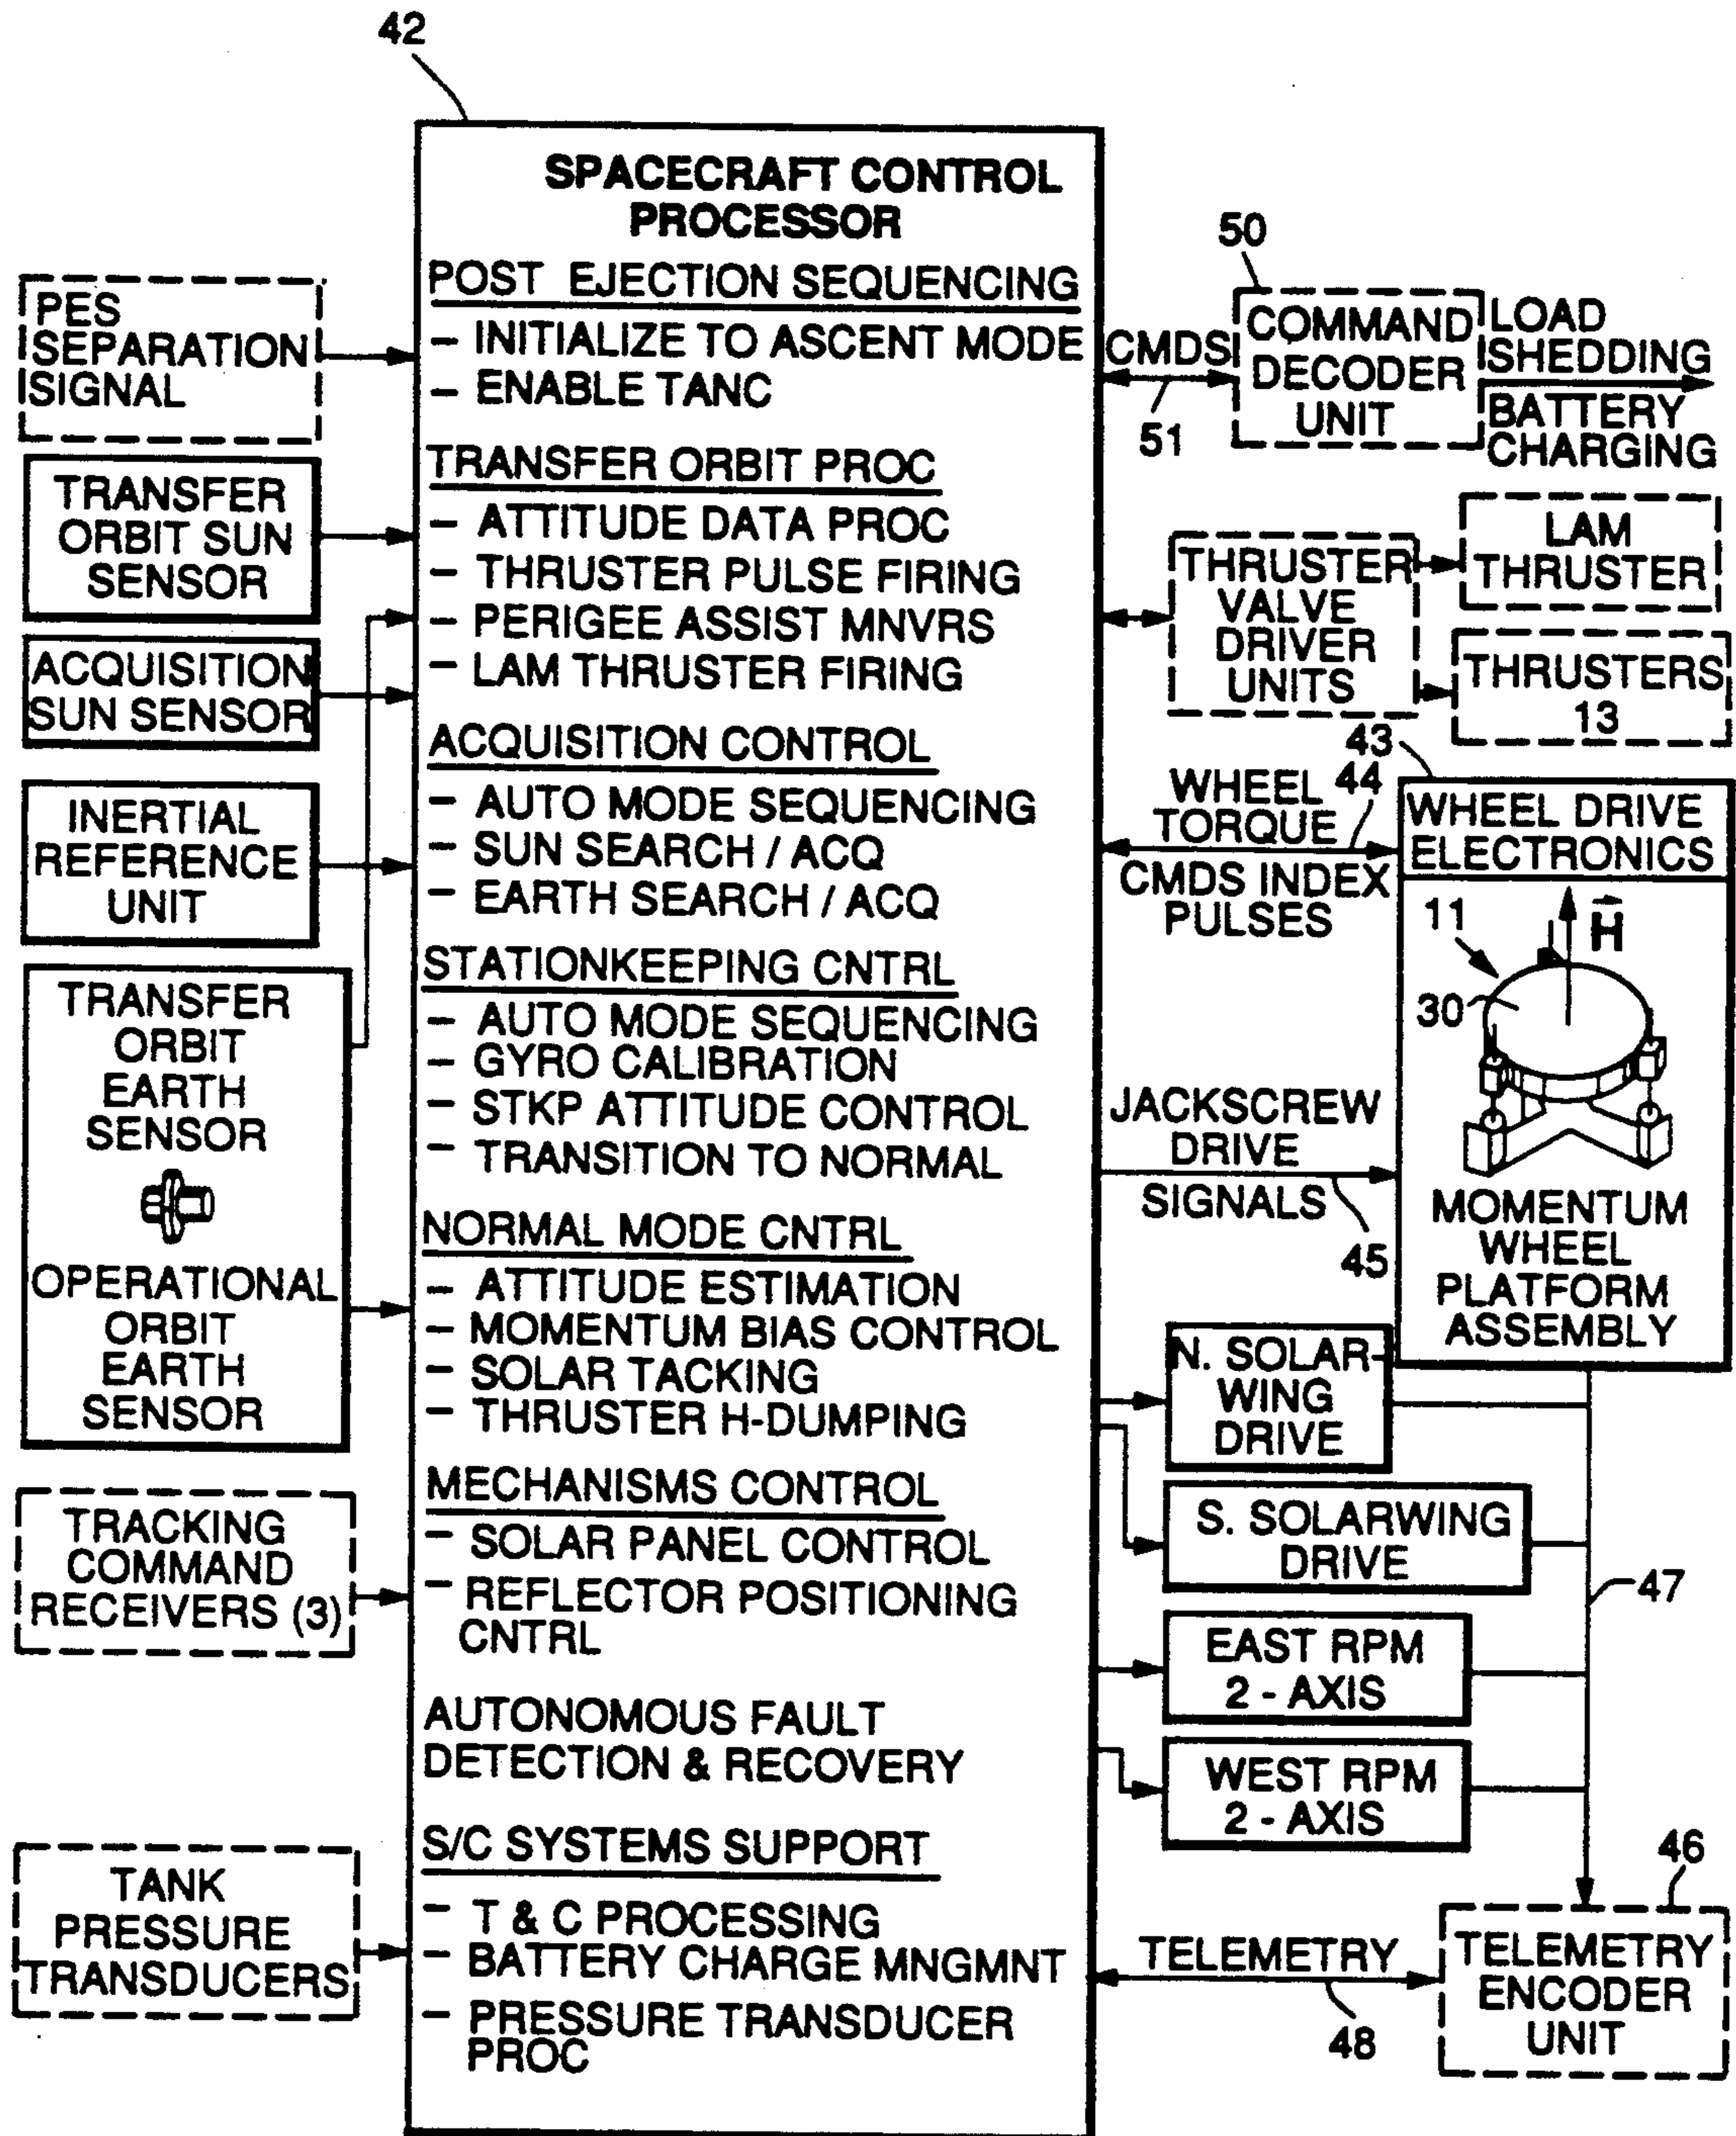 42
SPACECRAFT CONTROL
PROCESSOR
POST EJECTION SEQUENCING
- INITIALIZE TO ASCENT MODE
- ENABLE TANC
TRANSFER ORBIT PROC
- ATTITUDE DATA PROC
- THRUSTER PULSE FIRING
- PERIGEE ASSIST MNVRS
- LAM THRUSTER FIRING
ACQUISITION CONTROL
- AUTO MODE SEQUENCING
- SUN SEARCH / ACQ
- EARTH SEARCH / ACQ
STATIONKEEPING CNTRL
- AUTO MODE SEQUENCING
- GYRO CALIBRATION
- STKP ATTITUDE CONTROL
- TRANSITION TO NORMAL
NORMAL MODE CNTRL
- ATTITUDE ESTIMATION
- MOMENTUM BIAS CONTROL
- SOLAR TACKING
- THRUSTER H-DUMPING
MECHANISMS CONTROL
- SOLAR PANEL CONTROL
- REFLECTOR POSITIONING
CNTRL
AUTONOMOUS FAULT
DETECTION & RECOVERY
S/C SYSTEMS SUPPORT
- T & C PROCESSING
- BATTERY CHARGE MNGMNT
- PRESSURE TRANSDUCER
PROC
PES
SEPARATION
SIGNAL
TRANSFER
ORBIT SUN
SENSOR
ACQUISITION
SUN SENSOR
INERTIAL
REFERENCE
UNIT
TRANSFER
ORBIT
EARTH
SENSOR
OPERATIONAL
ORBIT
EARTH
SENSOR
TRACKING
COMMAND
RECEIVERS (3)
TANK
PRESSURE
TRANSDUCERS
50
CMDS
51
COMMAND
DECODER
UNIT
LOAD
SHEDDING
BATTERY
CHARGING
THRUSTER
VALVE
DRIVER
UNITS
LAM
THRUSTER
THRUSTERS
13
43
44
WHEEL
TORQUE
CMDS INDEX
PULSES
WHEEL DRIVE
ELECTRONICS
11
H
30
JACKSCREW
DRIVE
SIGNALS
45
MOMENTUM
WHEEL
PLATFORM
ASSEMBLY
N. SOLAR-
WING
DRIVE
S. SOLARWING
DRIVE
47
EAST RPM
2 - AXIS
WEST RPM
2 - AXIS
46
TELEMETRY
48
TELEMETRY
ENCODER
UNIT